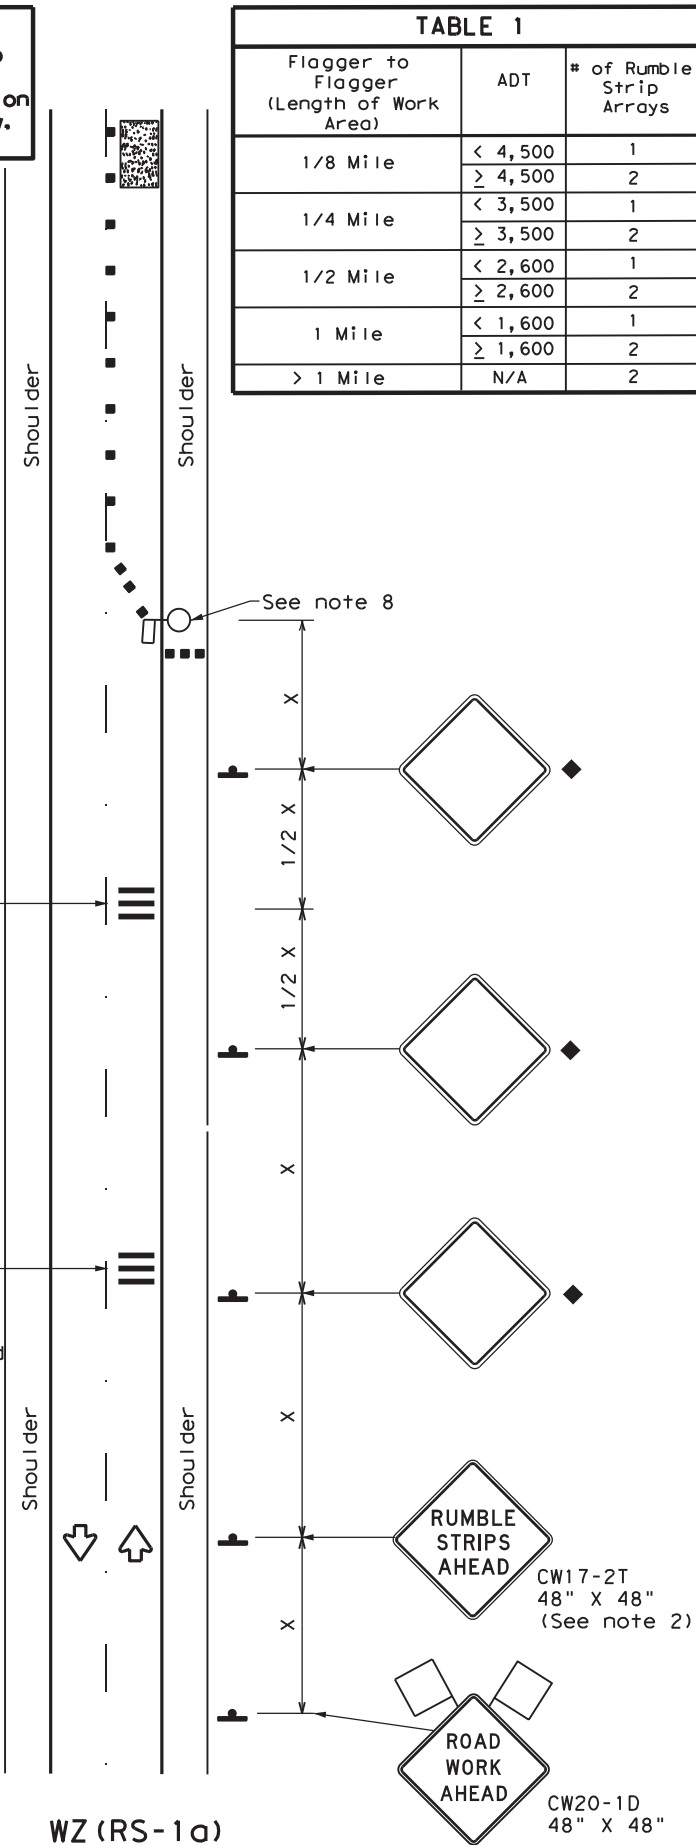 on
TABLE 1
Flagger to
Flagger
(Length of Work
Area)
ADT
# of Rumble
Strip
Arrays
1/8 Mile
< 4,500
1
≥ 4,500
2
1/4 Mile
< 3,500
1
≥ 3,500
2
1/2 Mile
< 2,600
1
≥ 2,600
2
1 Mile
< 1,600
1
≥ 1,600
2
> 1 Mile
N/A
2
Shoulder
Shoulder
See note 8
X
1/2 X
1/2 X
X
X
Shoulder
Shoulder
RUMBLE
STRIPS
AHEAD
CW17-2T
48" X 48"
(See note 2)
X
ROAD
WORK
AHEAD
CW20-1D
48" X 48"
WZ(RS-1a)